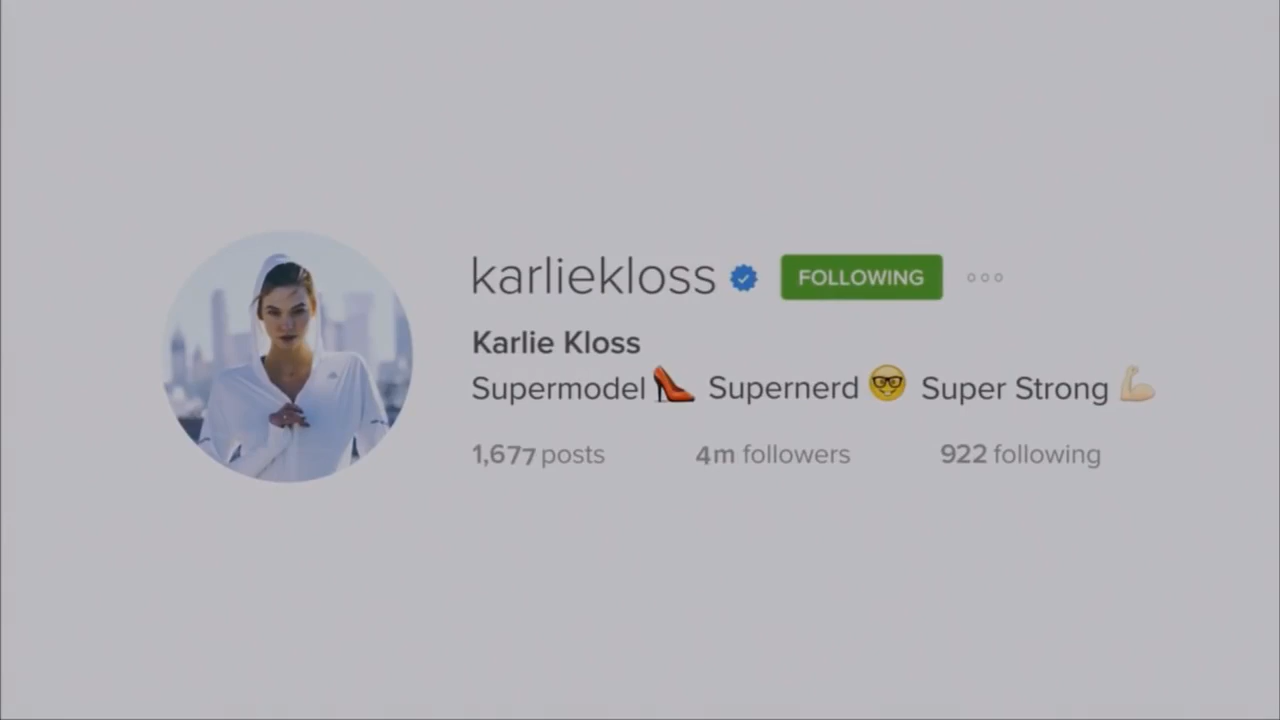 karliekloss FOLLOWING
Karlie Kloss
Supermodel 👠 Supernerd 🤓 Super Strong 💪🏻
1,677 posts 4m followers 922 following